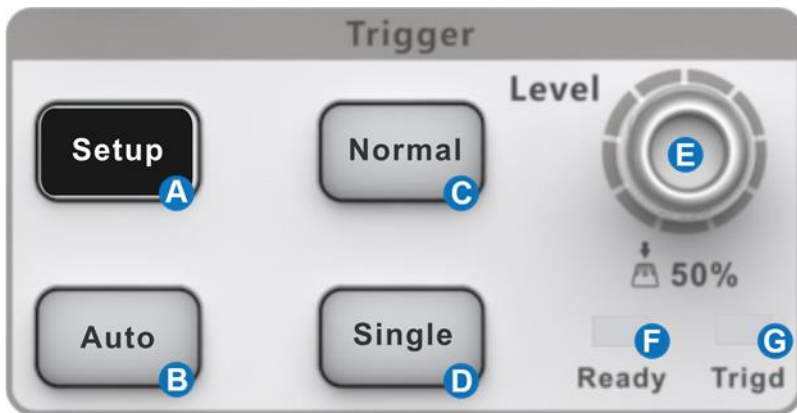 Trigger
Level
Setup
A
Normal
C
E
50%
Auto
B
Single
D
F
G
Ready
Trigd